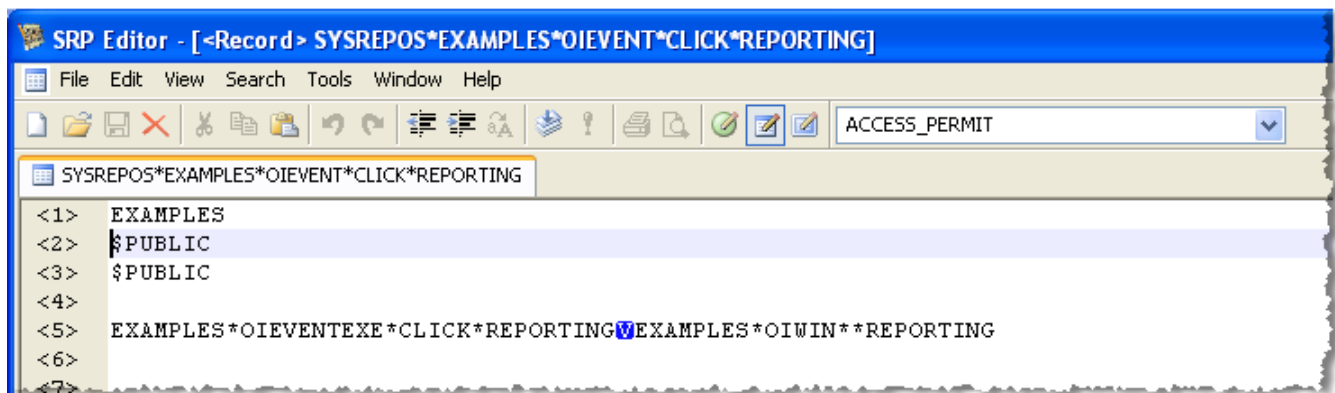 SRP Editor - [<Record> SYSREPOS*EXAMPLES*OIEVENT*CLICK*REPORTING]
File Edit View Search Tools Window Help
ACCESS_PERMIT
SYSREPOS*EXAMPLES*OIEVENT*CLICK*REPORTING
<1> EXAMPLES
<2> $PUBLIC
<3> $PUBLIC
<4>
<5> EXAMPLES*OIEVENTEXE*CLICK*REPORTINGVEXAMPLES*OIWIN**REPORTING
<6>
<7>